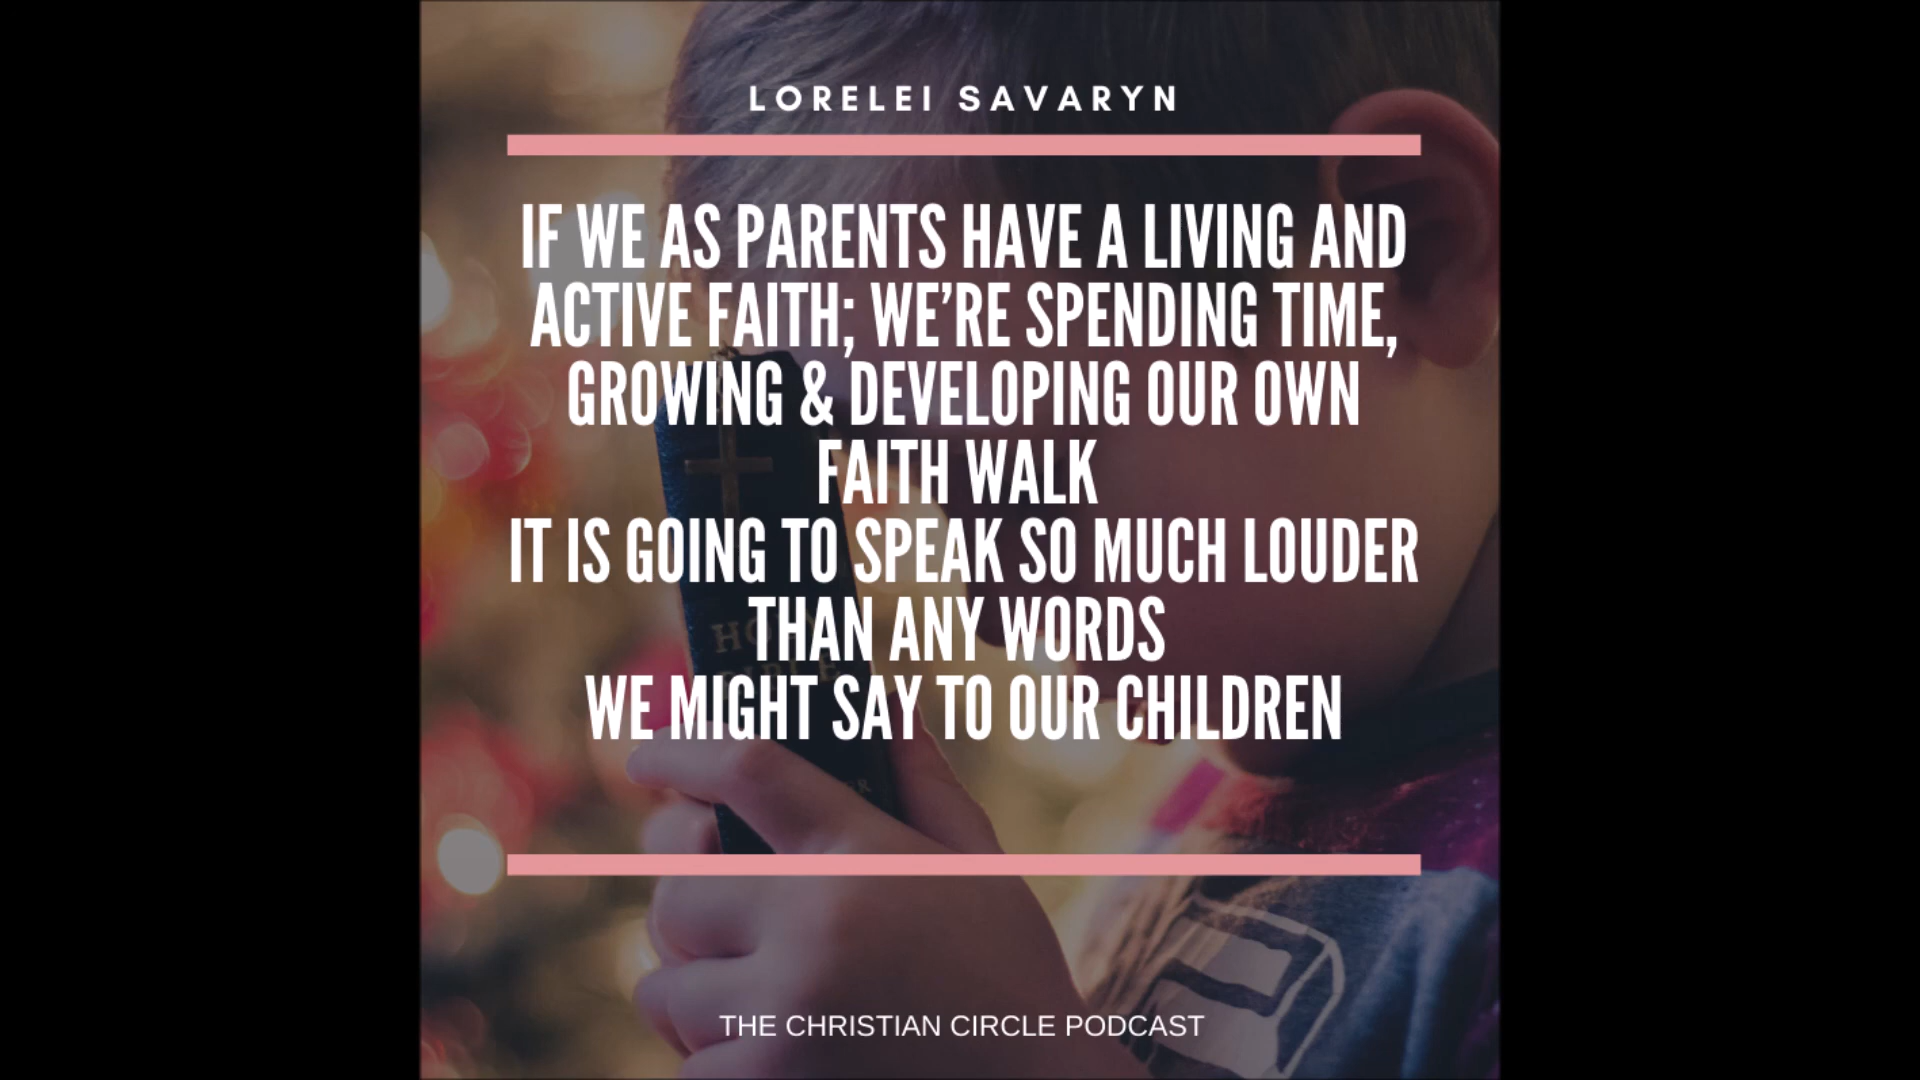 LORELEI SAVARYN
IF WE AS PARENTS HAVE A LIVING AND
ACTIVE FAITH; WE’RE SPENDING TIME,
GROWING & DEVELOPING OUR OWN
FAITH WALK
IT IS GOING TO SPEAK SO MUCH LOUDER
THAN ANY WORDS
WE MIGHT SAY TO OUR CHILDREN
HOLY
BIBLE
THE CHRISTIAN CIRCLE PODCAST